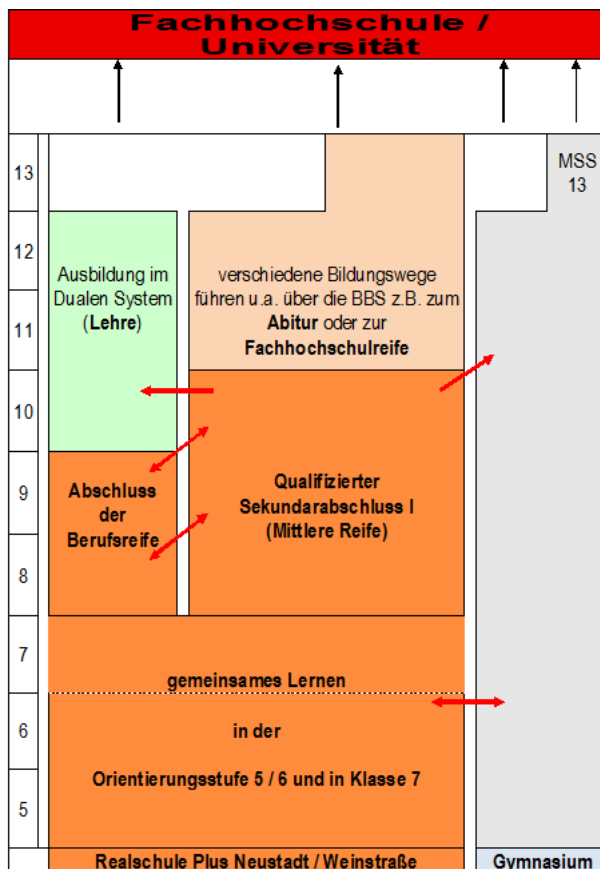 Fachhochschule /
Universität
13
MSS
13
12
11
10
9
8
7
6
5
Ausbildung im
Dualen System
(Lehre)
verschiedene Bildungswege
führen u.a. über die BBS z.B. zum
Abitur oder zur
Fachhochschulreife
Abschluss
der
Berufsreife
Qualifizierter
Sekundarabschluss I
(Mittlere Reife)
gemeinsames Lernen
in der
Orientierungsstufe 5 / 6 und in Klasse 7
Realschule Plus Neustadt / Weinstraße
Gymnasium